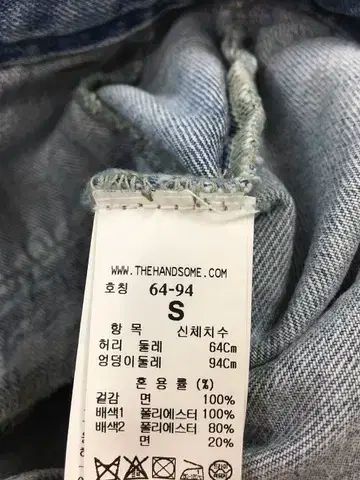 WWW.THEHANDSOME.COM
호칭 64-94
S
항 목 신체치수
허리 둘레 64Cm
엉덩이둘레 94Cm
혼 용 률 (%)
겉감 면 100%
배색1 폴리에스터 100%
배색2 폴리에스터 80%
면 20%